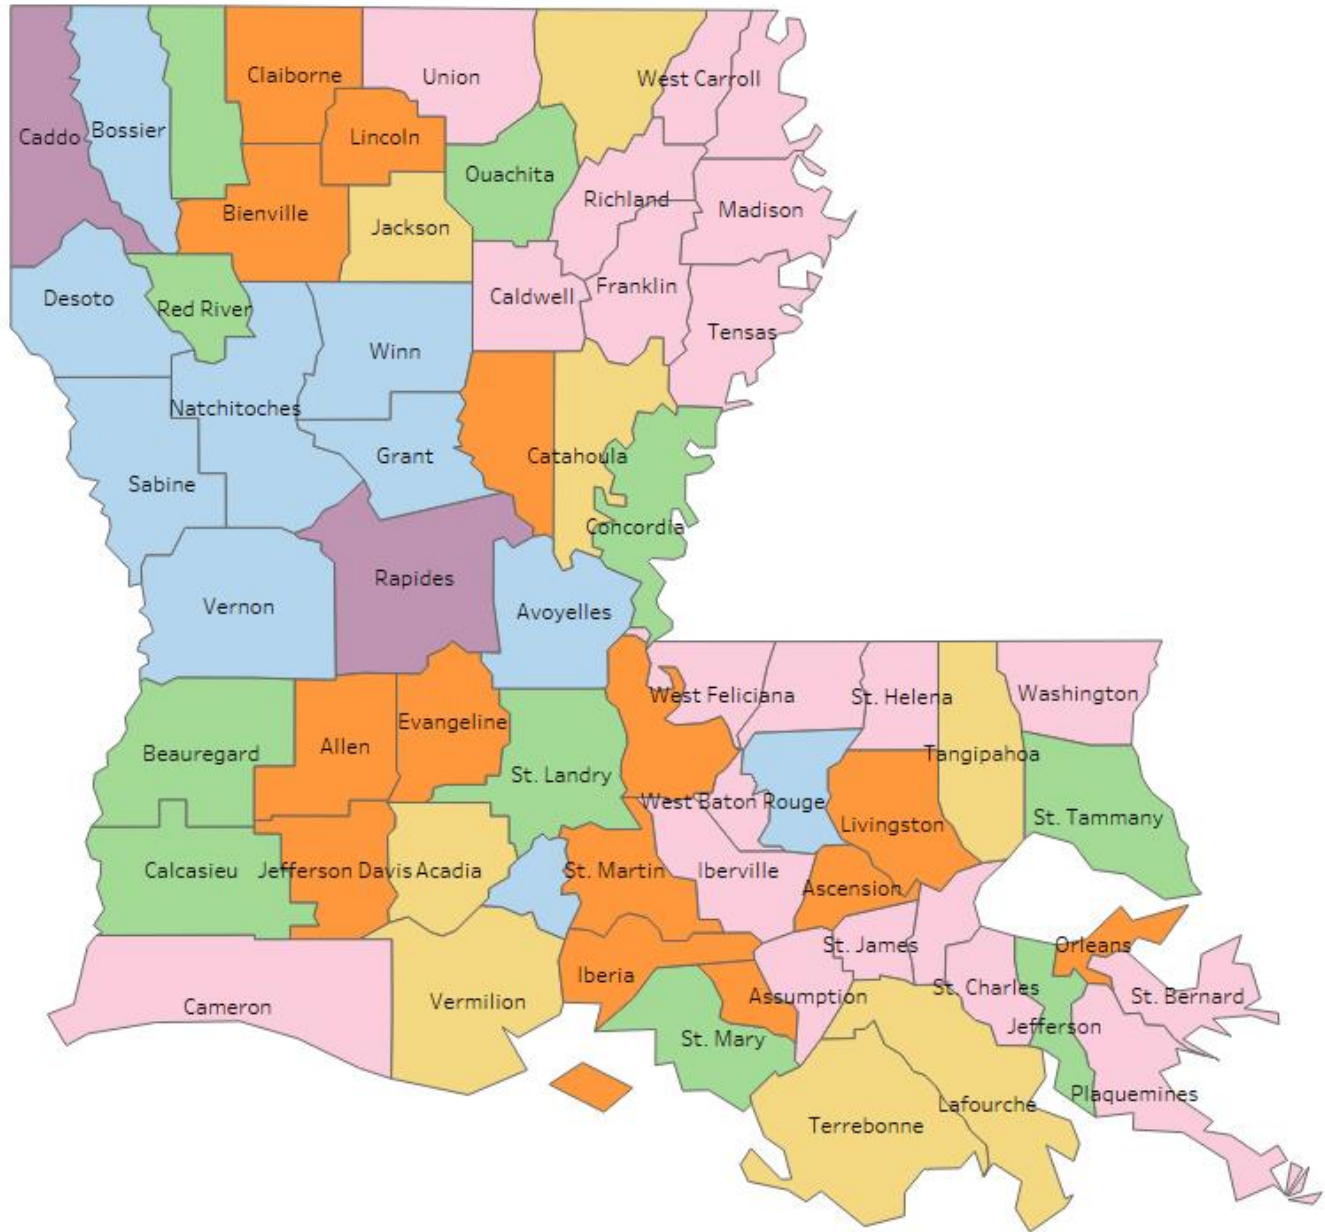 Claiborne
Union
West Carroll
Caddo
Bossier
Lincoln
Ouachita
Richland
Madison
Bienville
Jackson
Desoto
Red River
Caldwell
Franklin
Tensas
Winn
Natchitoches
Grant
Catahoula
Sabine
Concordia
Vernon
Rapides
Avoyelles
West Feliciana
St. Helena
Washington
Beauregard
Allen
Evangeline
St. Landry
Tangipahoa
West Baton Rouge
Livingston
St. Tammany
Calcasieu
Jefferson Davis
Acadia
St. Martin
Iberville
Ascension
St. James
Orleans
Cameron
Vermilion
Iberia
Assumption
St. Charles
St. Bernard
St. Mary
Jefferson
Terrebonne
Lafourche
Plaquemines